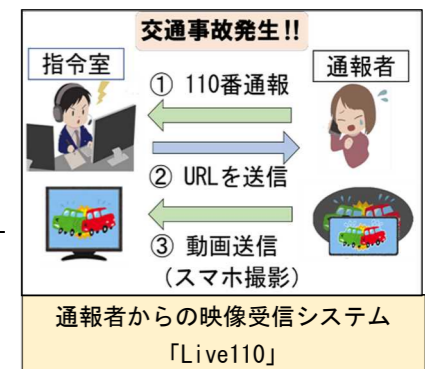 交通事故発生!!
指令室
通報者
① 110番通報
② URLを送信
③ 動画送信
(スマホ撮影)
通報者からの映像受信システム
「Live110」